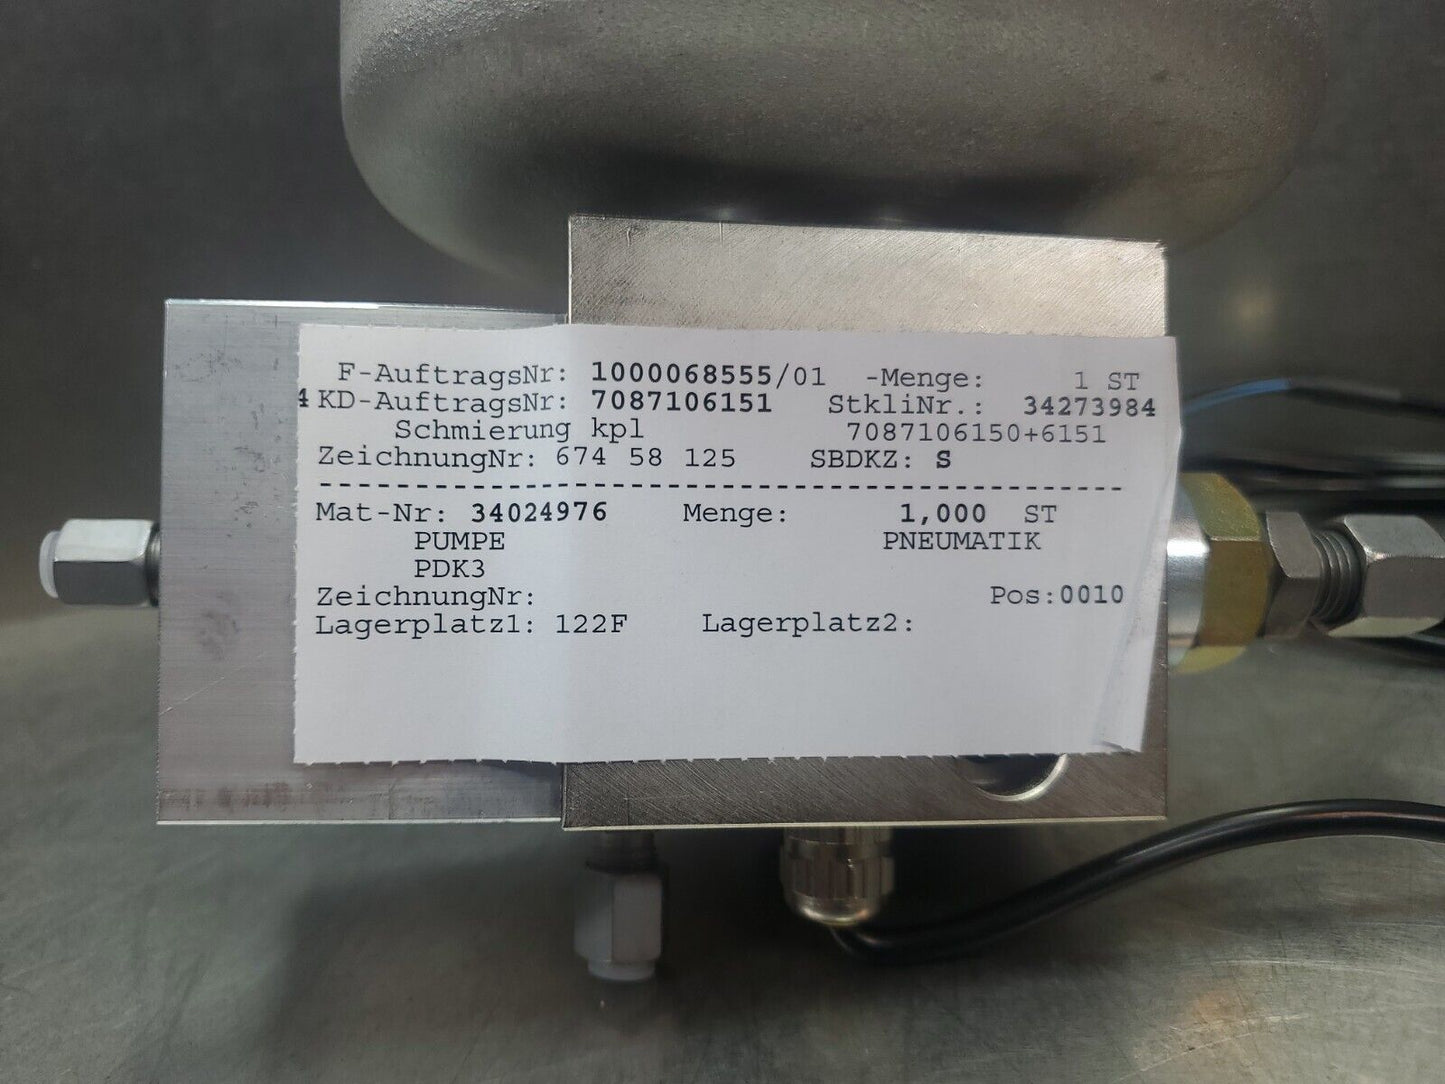 F-AuftragsNr: 1000068555/01 -Menge: 1 ST
4 KD-AuftragsNr: 7087106151 StkliNr.: 34273984
Schmierung kpl 7087106150+6151
ZeichnungNr: 674 58 125 SBDKZ: S
---------------------------------------------
Mat-Nr: 34024976 Menge: 1,000 ST
PUMPE PNEUMATIK
PDK3
ZeichnungNr: Pos:0010
Lagerplatz1: 122F Lagerplatz2: